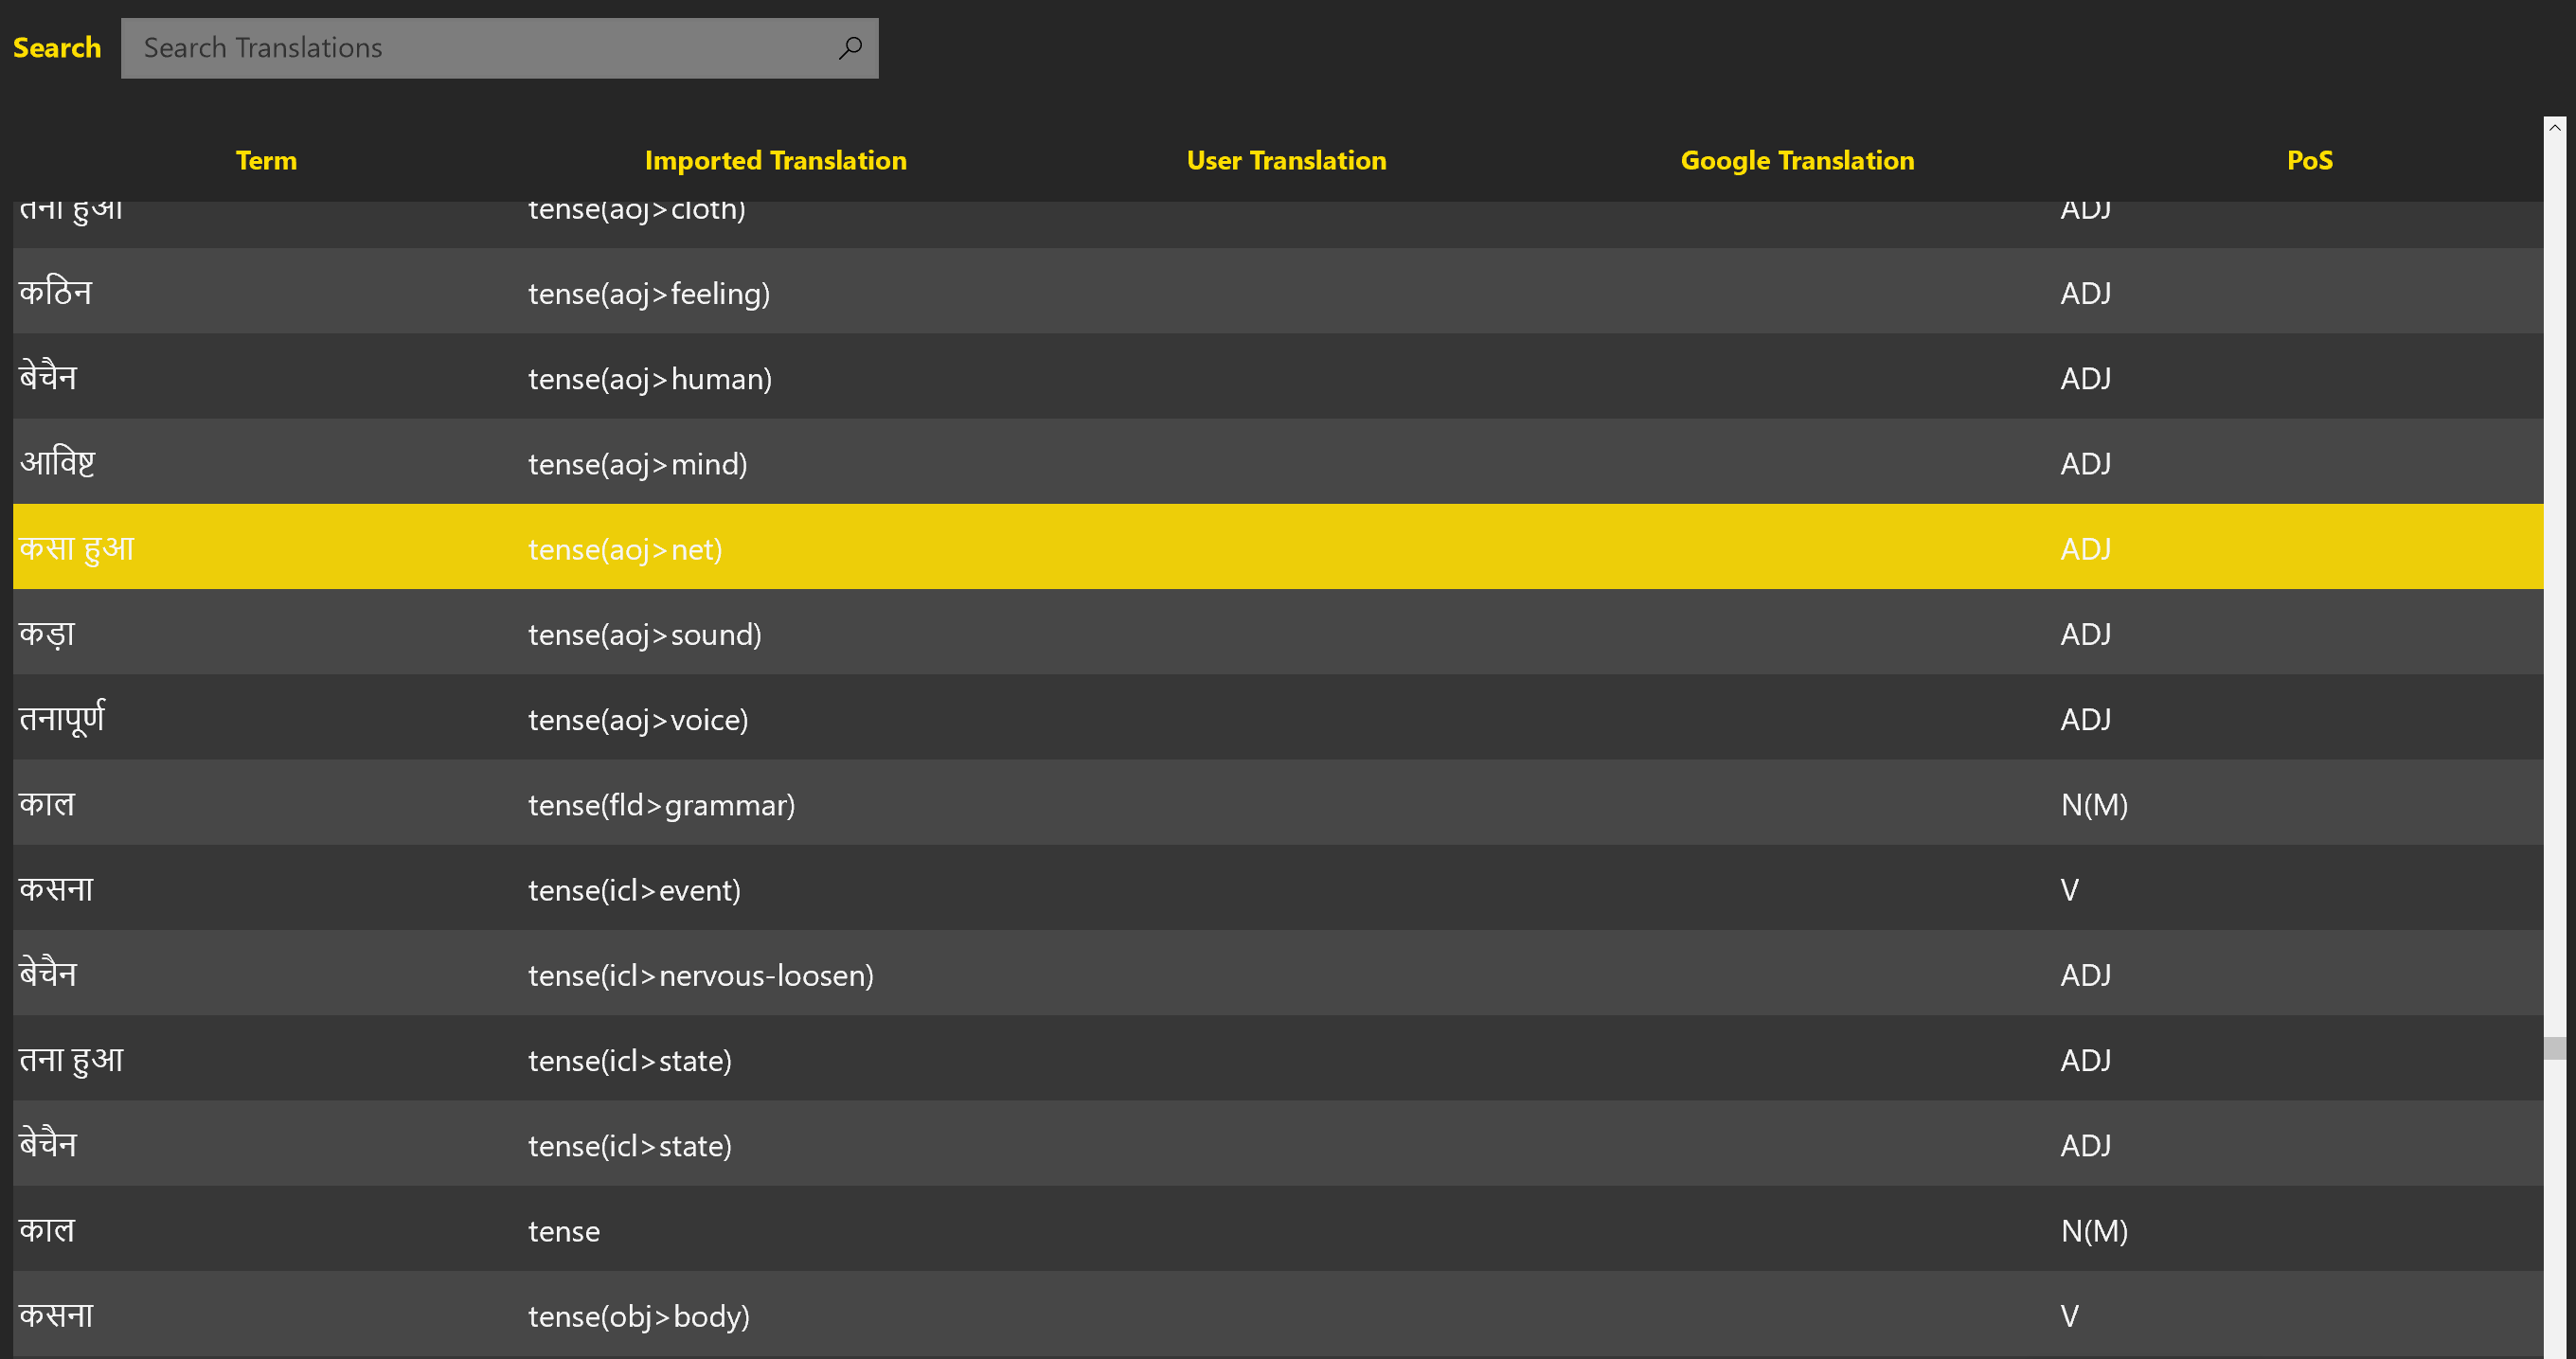 Search Search Translations
Term Imported Translation User Translation Google Translation PoS
तना हुआ tense(aoj>cloth) ADJ
कठिन tense(aoj>feeling) ADJ
बेचैन tense(aoj>human) ADJ
आविष्ट tense(aoj>mind) ADJ
कसा हुआ tense(aoj>net) ADJ
कड़ा tense(aoj>sound) ADJ
तनापूर्ण tense(aoj>voice) ADJ
काल tense(fld>grammar) N(M)
कसना tense(icl>event) V
बेचैन tense(icl>nervous-loosen) ADJ
तना हुआ tense(icl>state) ADJ
बेचैन tense(icl>state) ADJ
काल tense N(M)
कसना tense(obj>body) V